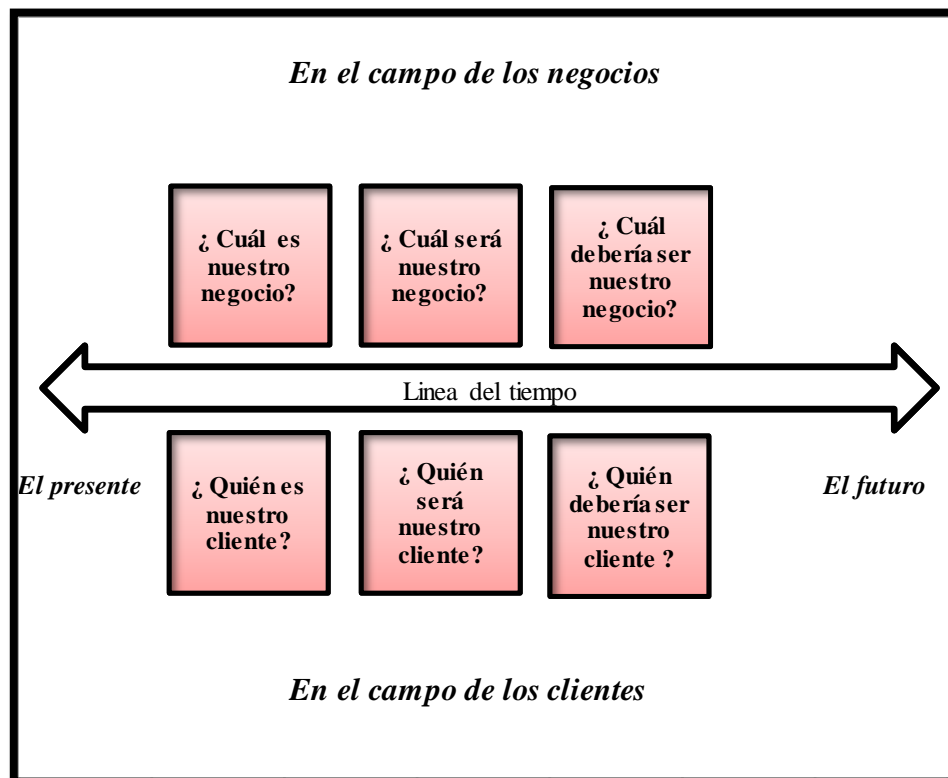 En el campo de los negocios
¿ Cuál es
nuestro
negocio?
¿ Cuál será
nuestro
negocio?
¿ Cuál
debería ser
nuestro
negocio?
Linea del tiempo
El presente
El futuro
¿ Quién es
nuestro
cliente?
¿ Quién
será
nuestro
cliente?
¿ Quién
debería ser
nuestro
cliente ?
En el campo de los clientes